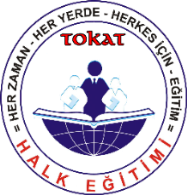 = HER ZAMAN - HER YERDE - HERKES İÇİN - EĞİTİM =
TOKAT
HALK EĞİTİMİ